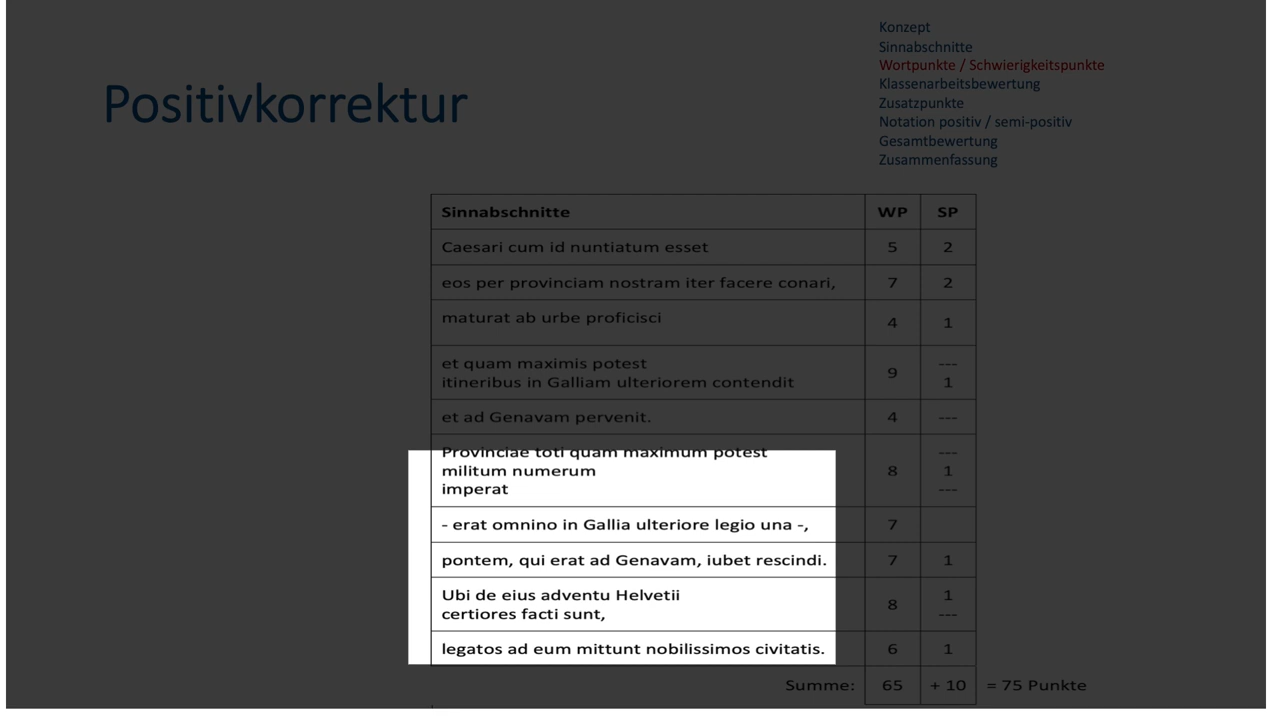 Konzept
Sinnabschnitte
Wortpunkte / Schwierigkeitspunkte
Klassenarbeitsbewertung
Zusatzpunkte
Notation positiv / semi-positiv
Gesamtbewertung
Zusammenfassung
Positivkorrektur
Sinnabschnitte WP SP
Caesari cum id nuntiatum esset 5 2
eos per provinciam nostram iter facere conari, 7 2
maturat ab urbe proficisci 4 1
et quam maximis potest ---
itineribus in Galliam ulteriorem contendit 9 1
et ad Genavam pervenit. 4 ---
Provinciae toti quam maximum potest ---
militum numerum 8 1
imperat ---
- erat omnino in Gallia ulteriore legio una -, 7
pontem, qui erat ad Genavam, iubet rescindi. 7 1
Ubi de eius adventu Helvetii 1
certiores facti sunt, 8 ---
legatos ad eum mittunt nobilissimos civitatis. 6 1
Summe: 65 + 10 = 75 Punkte